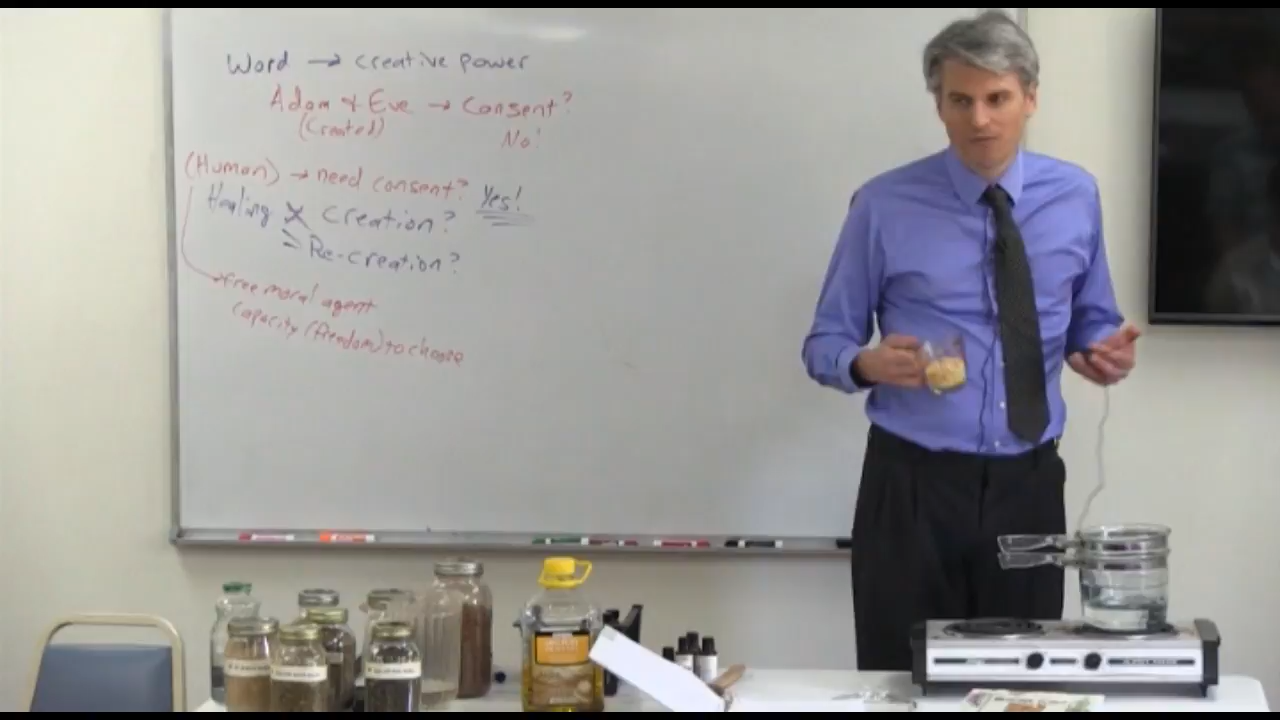 Word → creative power
Adam & Eve → Consent?
(Created)
No!
(Human) → need consent?
Yes!
Healing X Creation?
= Re-creation?
→ free moral agent
capacity (freedom) to choose